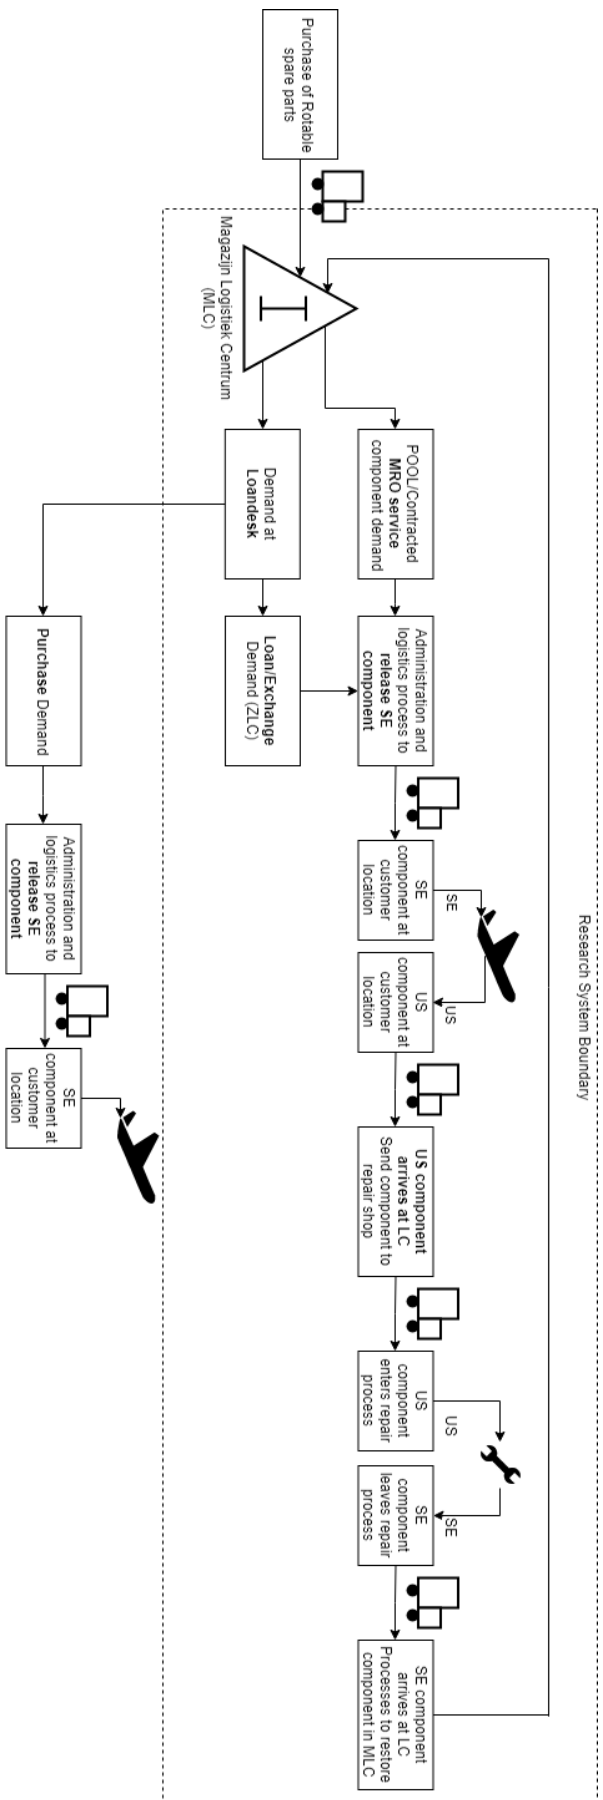 Research System Boundary
Purchase of Rotable
spare parts
Magazijn Logistiek Centrum
(MLC)
POOL/Contracted
MRO service
component demand
Administration and
logistics process to
release SE
component
SE
component at
customer
location
SE
US
US
component at
customer
location
US component
arrives at LC
Send component to
repair shop
US
component
enters repair
process
US
SE
SE
component
leaves repair
process
SE component
arrives at LC
Processes to restore
component in MLC
Demand at
Loandesk
Loan/Exchange
Demand (ZLC)
Purchase Demand
Administration and
logistics process to
release SE
component
SE
component at
customer
location